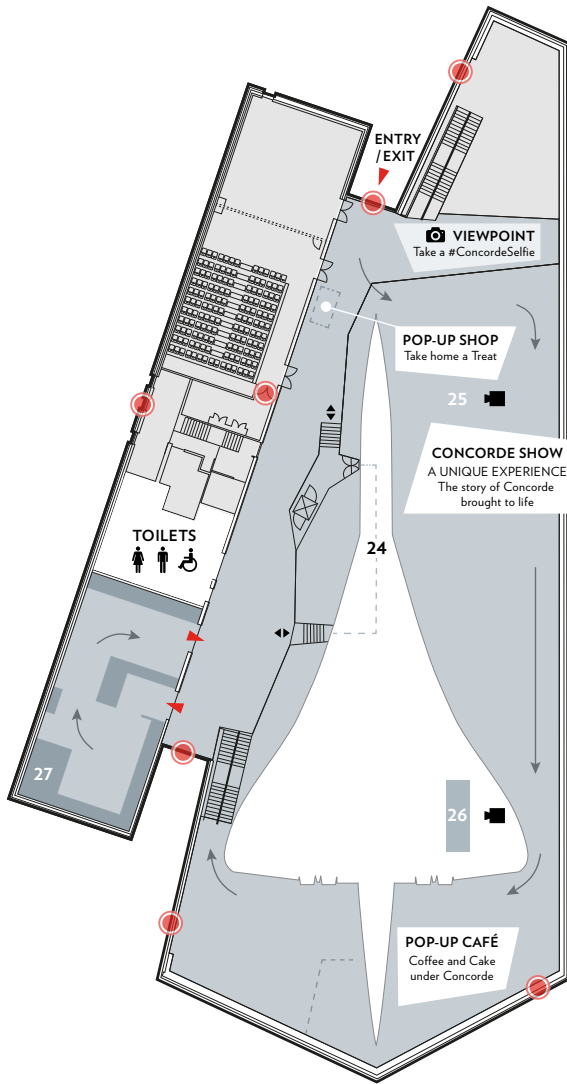 ENTRY
/ EXIT
VIEWPOINT
Take a #ConcordeSelfie
POP-UP SHOP
Take home a Treat
25
CONCORDE SHOW
A UNIQUE EXPERIENCE
The story of Concorde
brought to life
TOILETS
24
27
26
POP-UP CAFÉ
Coffee and Cake
under Concorde